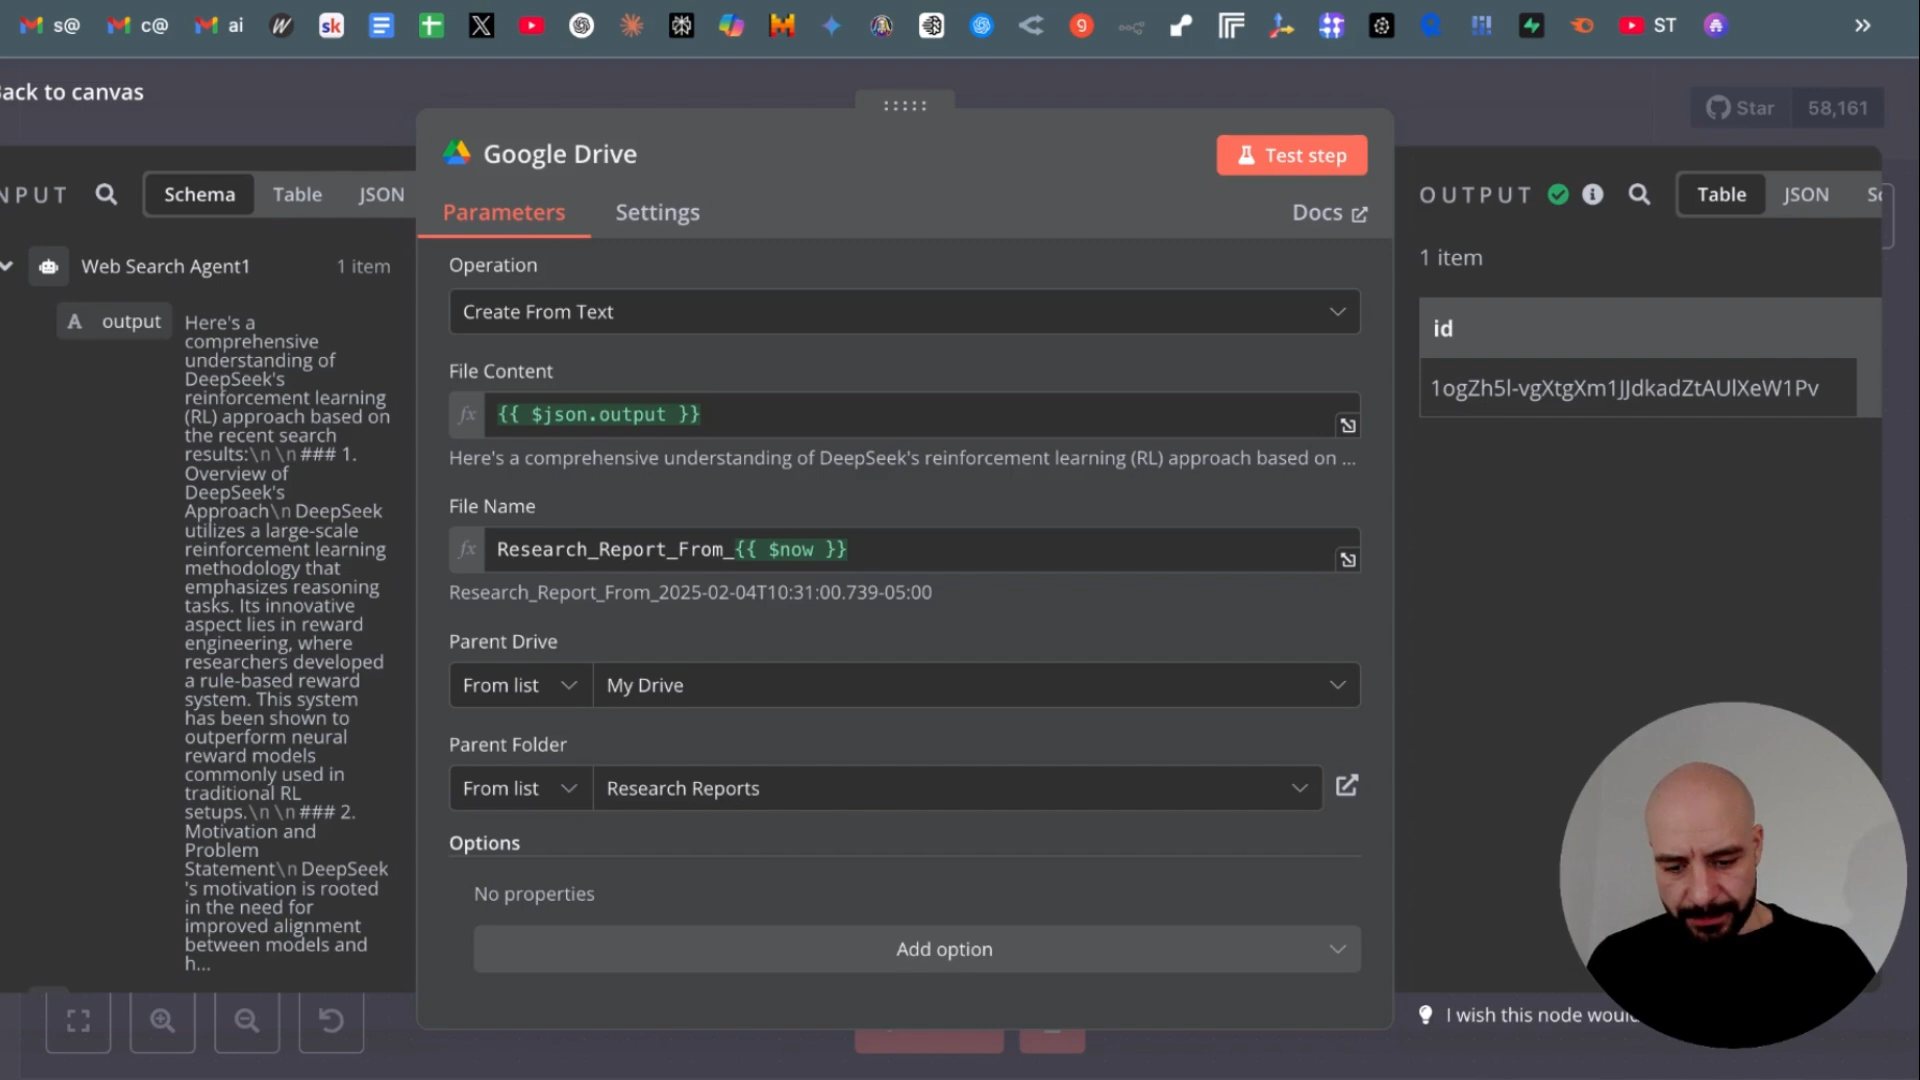 s@ c@ ai sk 9 ST
ack to canvas
Star 58,161
Google Drive
Test step
NPUT Schema Table JSON
Parameters Settings Docs
OUTPUT Table JSON
1 item
Web Search Agent1 1 item
A output
Here's a
comprehensive
understanding of
DeepSeek's
reinforcement learning
(RL) approach based on
the recent search
results:\n \n ### 1.
Overview of
DeepSeek's
Approach\n DeepSeek
utilizes a large-scale
reinforcement learning
methodology that
emphasizes reasoning
tasks. Its innovative
aspect lies in reward
engineering, where
researchers developed
a rule-based reward
system. This system
has been shown to
outperform neural
reward models
commonly used in
traditional RL
setups.\n \n ### 2.
Motivation and
Problem
Statement\n DeepSeek
's motivation is rooted
in the need for
improved alignment
between models and
h...
Operation
Create From Text
File Content
fx {{ $json.output }}
Here's a comprehensive understanding of DeepSeek's reinforcement learning (RL) approach based on ...
File Name
fx Research_Report_From_{{ $now }}
Research_Report_From_2025-02-04T10:31:00.739-05:00
Parent Drive
From list My Drive
Parent Folder
From list Research Reports
Options
No properties
Add option
id
1ogZh5l-vgXtgXm1JJdkadZtAUlXeW1Pv
I wish this node would